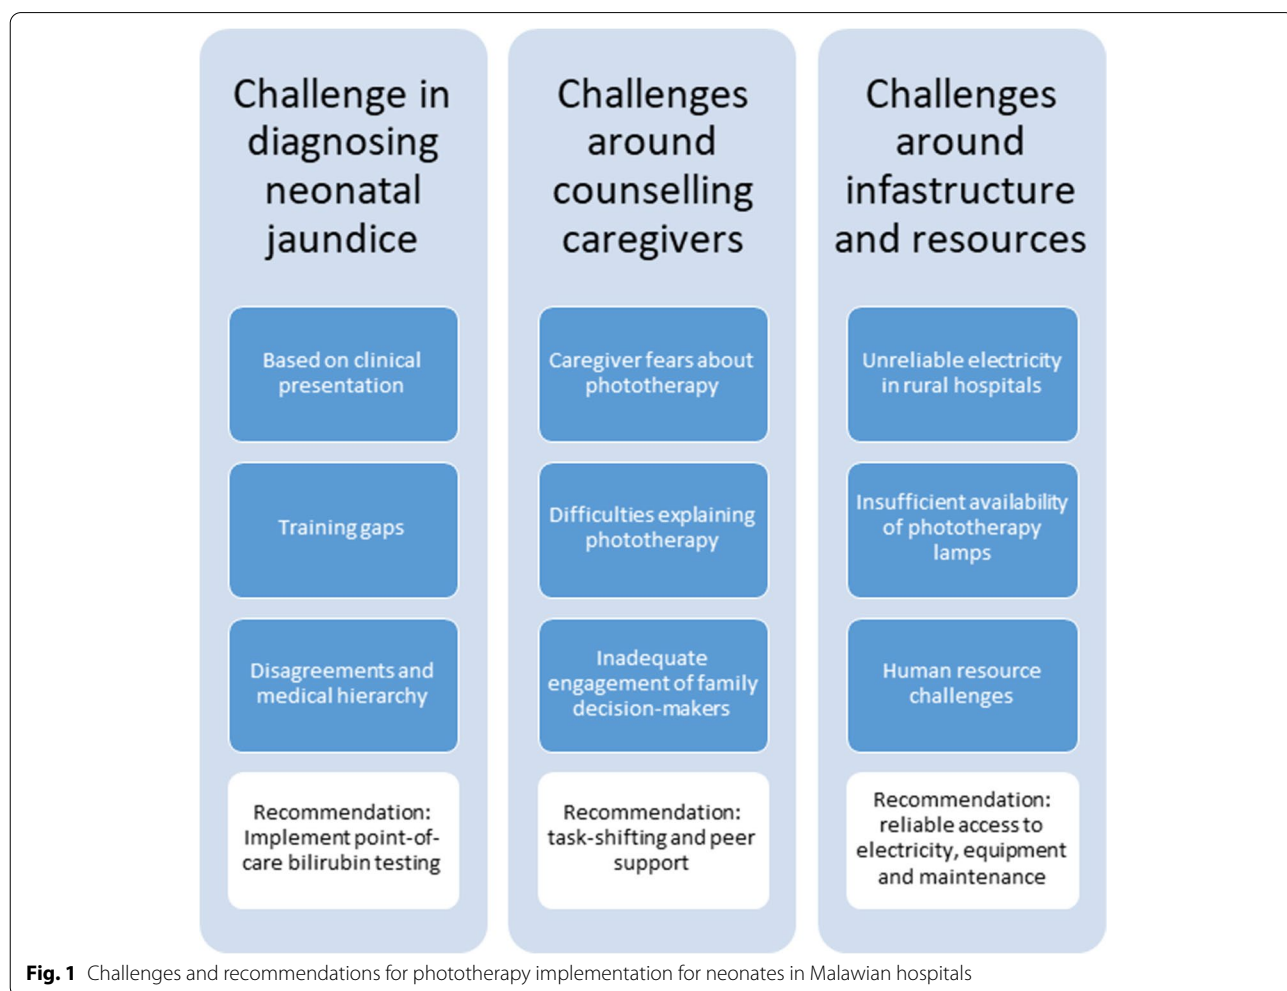 Challenge in
diagnosing
neonatal
jaundice
Based on clinical
presentation
Training gaps
Disagreements and
medical hierarchy
Recommendation:
Implement point-of-
care bilirubin testing
Challenges
around
counselling
caregivers
Caregiver fears about
phototherapy
Difficulties explaining
phototherapy
Inadequate
engagement of family
decision-makers
Recommendation:
task-shifting and peer
support
Challenges
around
infastructure
and resources
Unreliable electricity
in rural hospitals
Insufficient availability
of phototherapy
lamps
Human resource
challenges
Recommendation:
reliable access to
electricity, equipment
and maintenance
Fig. 1 Challenges and recommendations for phototherapy implementation for neonates in Malawian hospitals